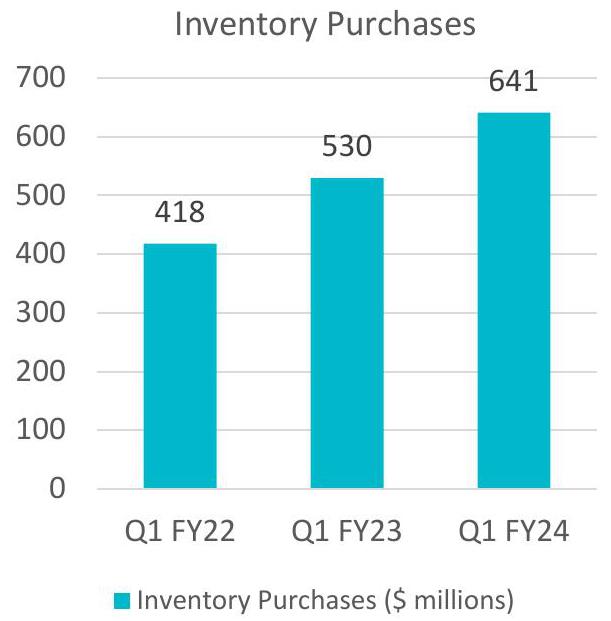 Inventory Purchases
700
600
500
400
300
200
100
0
418
530
641
Q1 FY22
Q1 FY23
Q1 FY24
Inventory Purchases ($ millions)